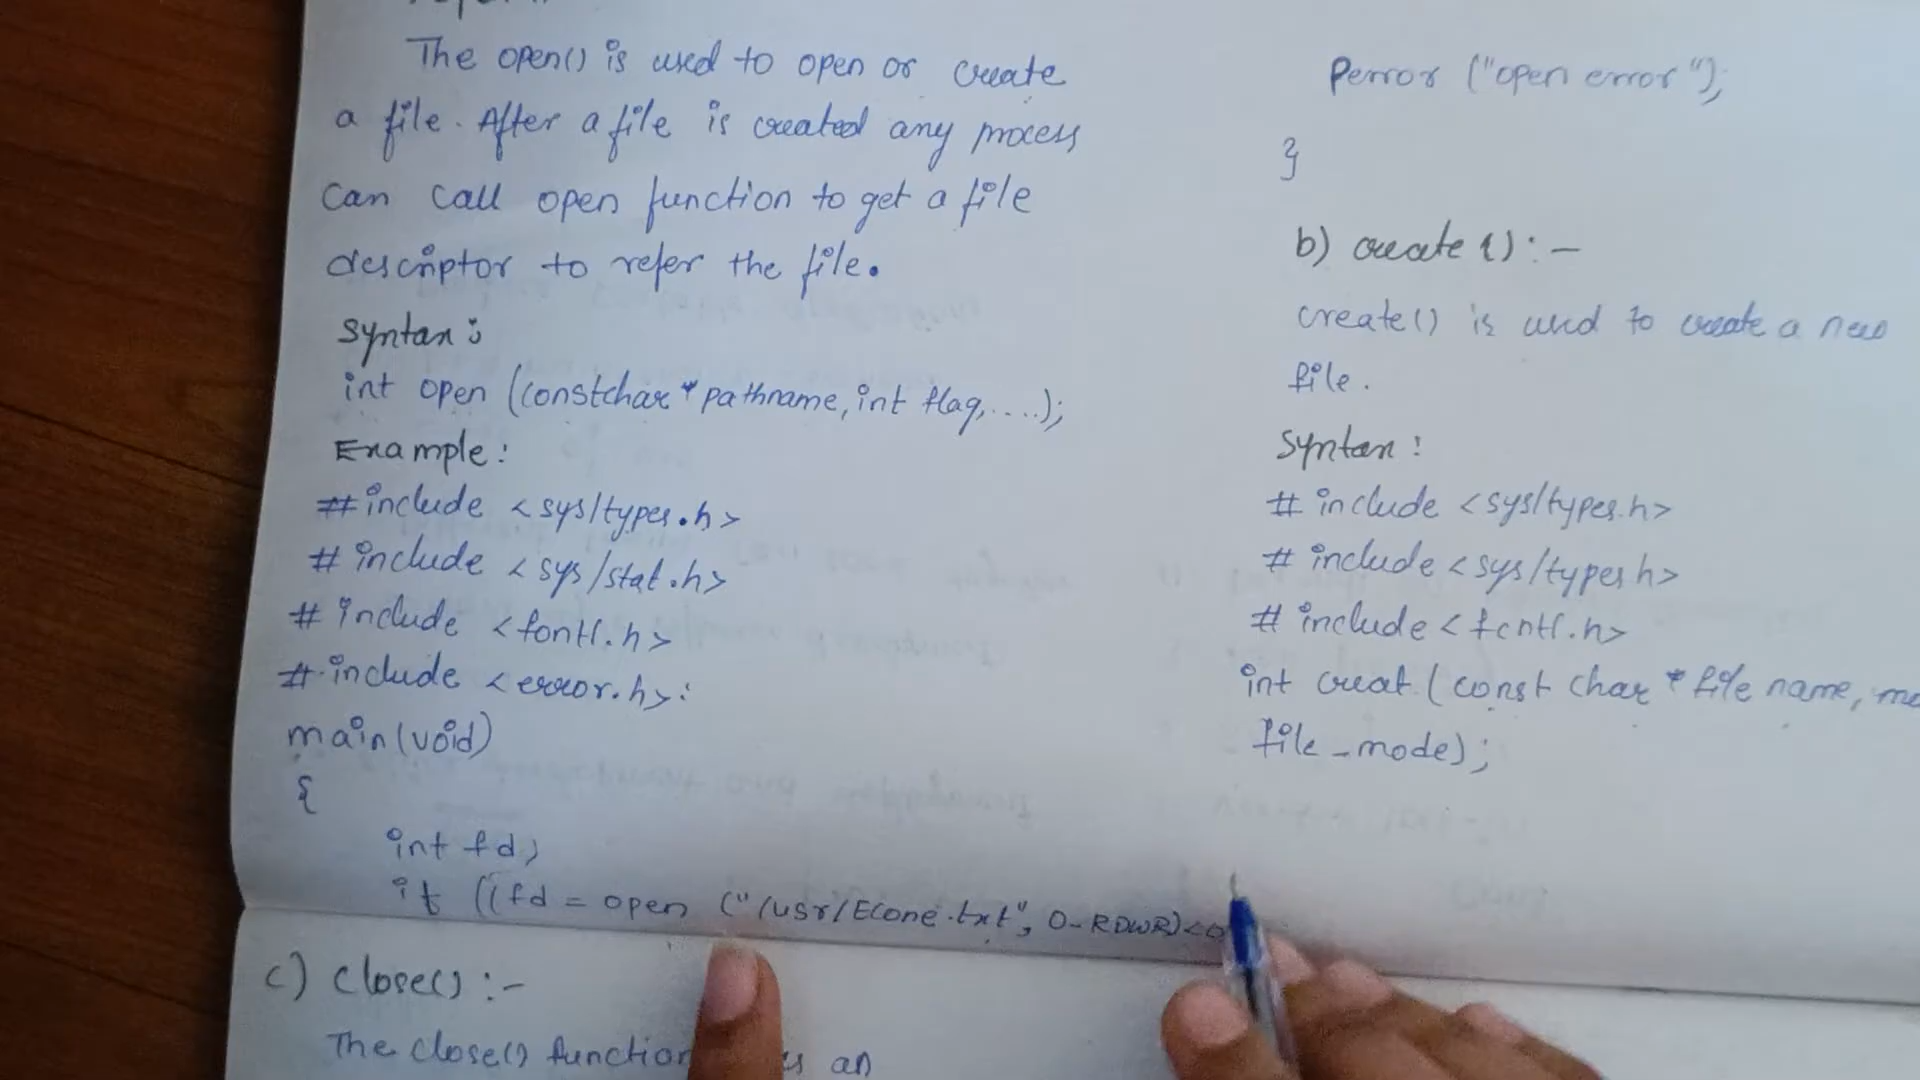 The open() is used to open or create
a file. After a file is created any process
can call open function to get a file
descriptor to refer the file.
Syntax:
int open (constchar * pathname, int flag, ....);
Example:
# include <sys/types.h>
# include <sys/stat.h>
# include <fontl.h>
# include <error.h>:
main(void)
{
int fd;
if ((fd = open ("/usr/Eone.txt", O-RDWR)<0
Perror ("open error");
}
b) create():-
create() is used to create a new
file.
Syntax:
# include <sys/types.h>
# include <sys/types.h>
# include <fcntl.h>
int creat (const char * file name,
file_mode);
c) close():-
The close() function an